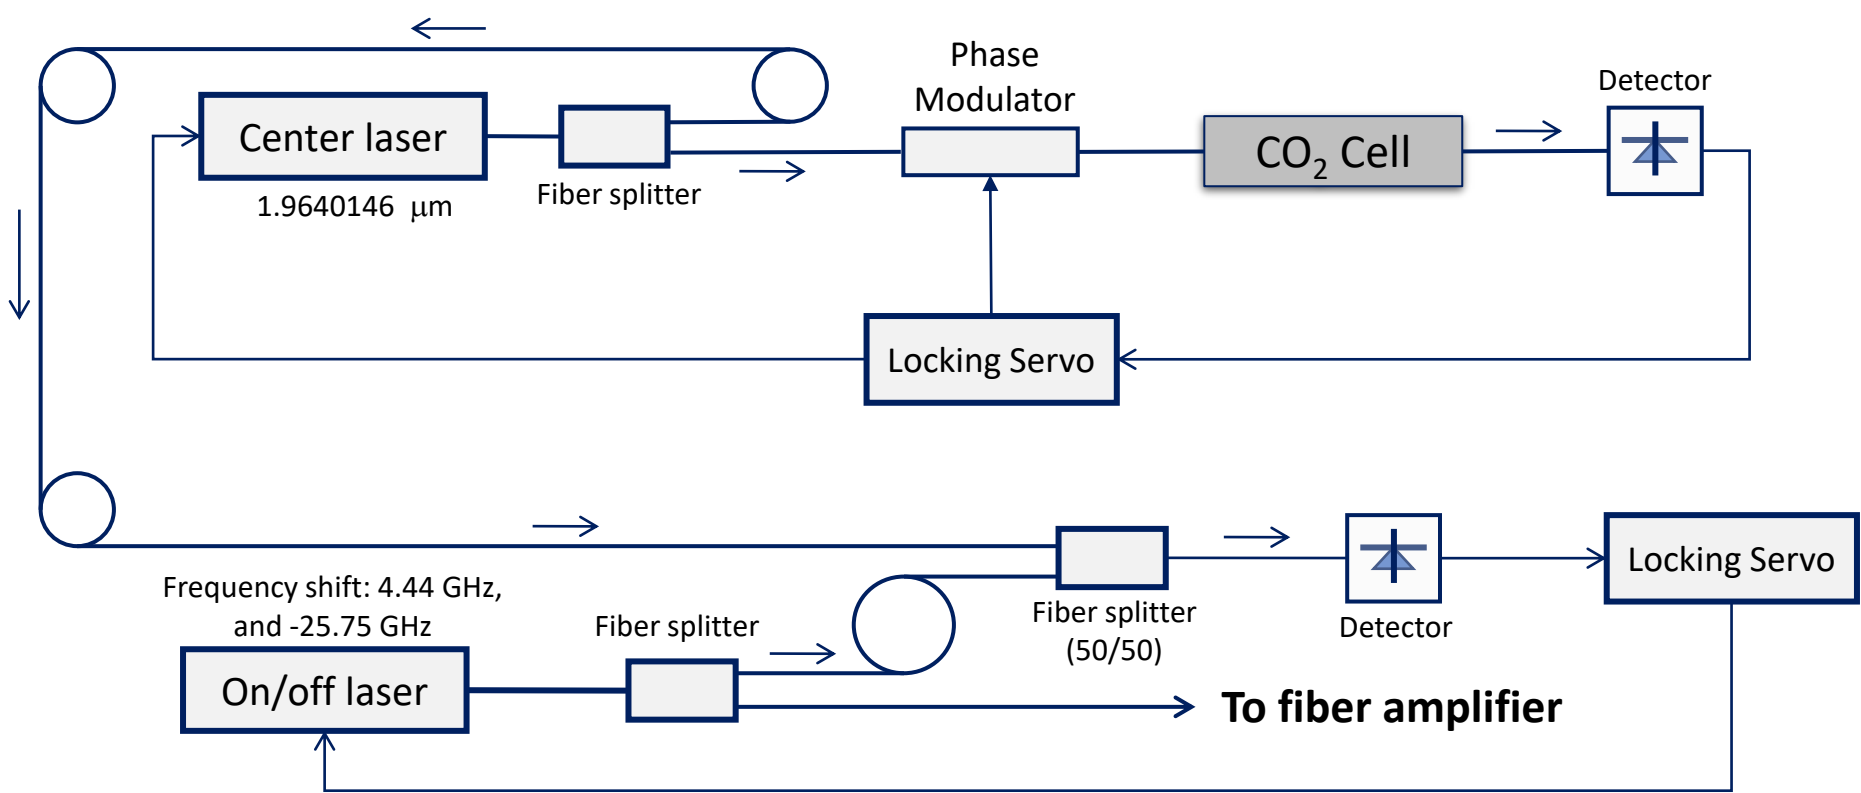 Phase
Modulator
Detector
Center laser
CO₂ Cell
Fiber splitter
1.9640146 μm
Locking Servo
Frequency shift: 4.44 GHz,
and -25.75 GHz
Fiber splitter
Fiber splitter
(50/50)
Detector
Locking Servo
On/off laser
To fiber amplifier